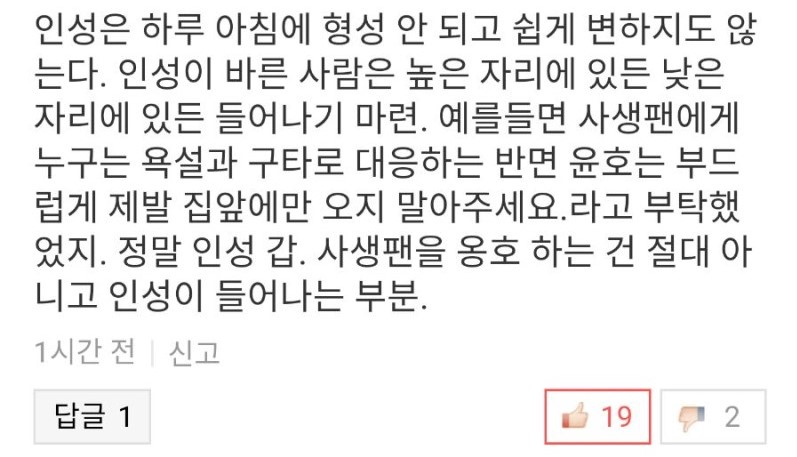 인성은 하루 아침에 형성 안 되고 쉽게 변하지도 않
는다. 인성이 바른 사람은 높은 자리에 있든 낮은
자리에 있든 들어나기 마련. 예를들면 사생팬에게
누구는 욕설과 구타로 대응하는 반면 윤호는 부드
럽게 제발 집앞에만 오지 말아주세요.라고 부탁했
었지. 정말 인성 갑. 사생팬을 옹호 하는 건 절대 아
니고 인성이 들어나는 부분.
1시간 전 | 신고
답글 1 19 2